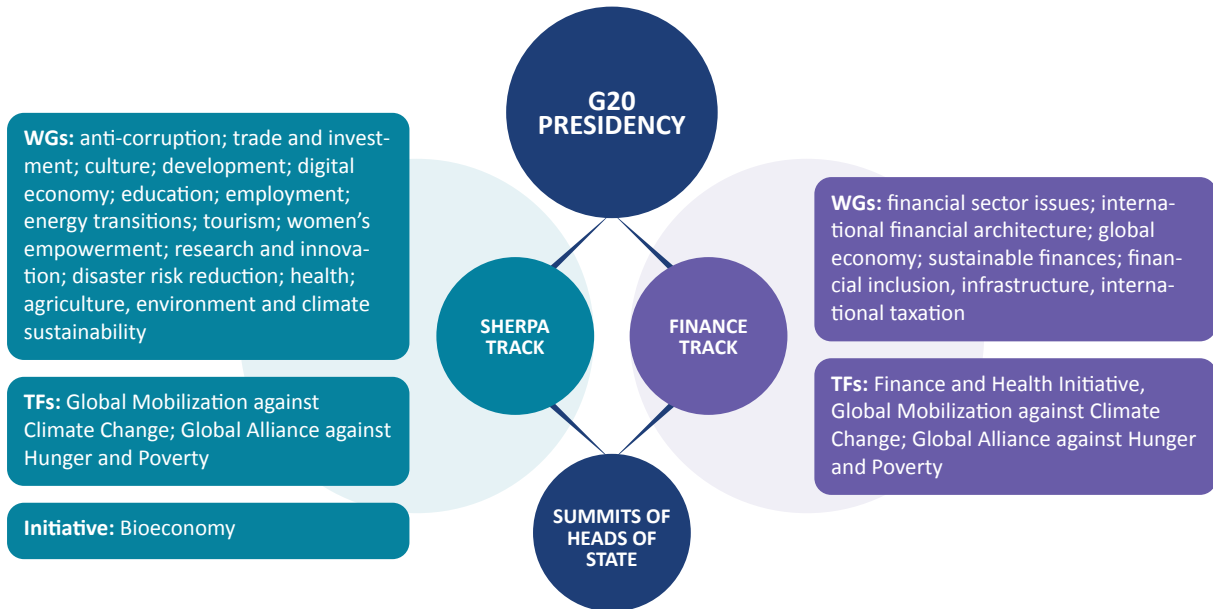 G20
PRESIDENCY
WGs: anti-corruption; trade and invest-
ment; culture; development; digital
economy; education; employment;
energy transitions; tourism; women’s
empowerment; research and innova-
tion; disaster risk reduction; health;
agriculture, environment and climate
sustainability
TFs: Global Mobilization against
Climate Change; Global Alliance against
Hunger and Poverty
Initiative: Bioeconomy
SHERPA
TRACK
FINANCE
TRACK
WGs: financial sector issues; interna-
tional financial architecture; global
economy; sustainable finances; finan-
cial inclusion, infrastructure, interna-
tional taxation
TFs: Finance and Health Initiative,
Global Mobilization against Climate
Change; Global Alliance against Hunger
and Poverty
SUMMITS OF
HEADS OF
STATE